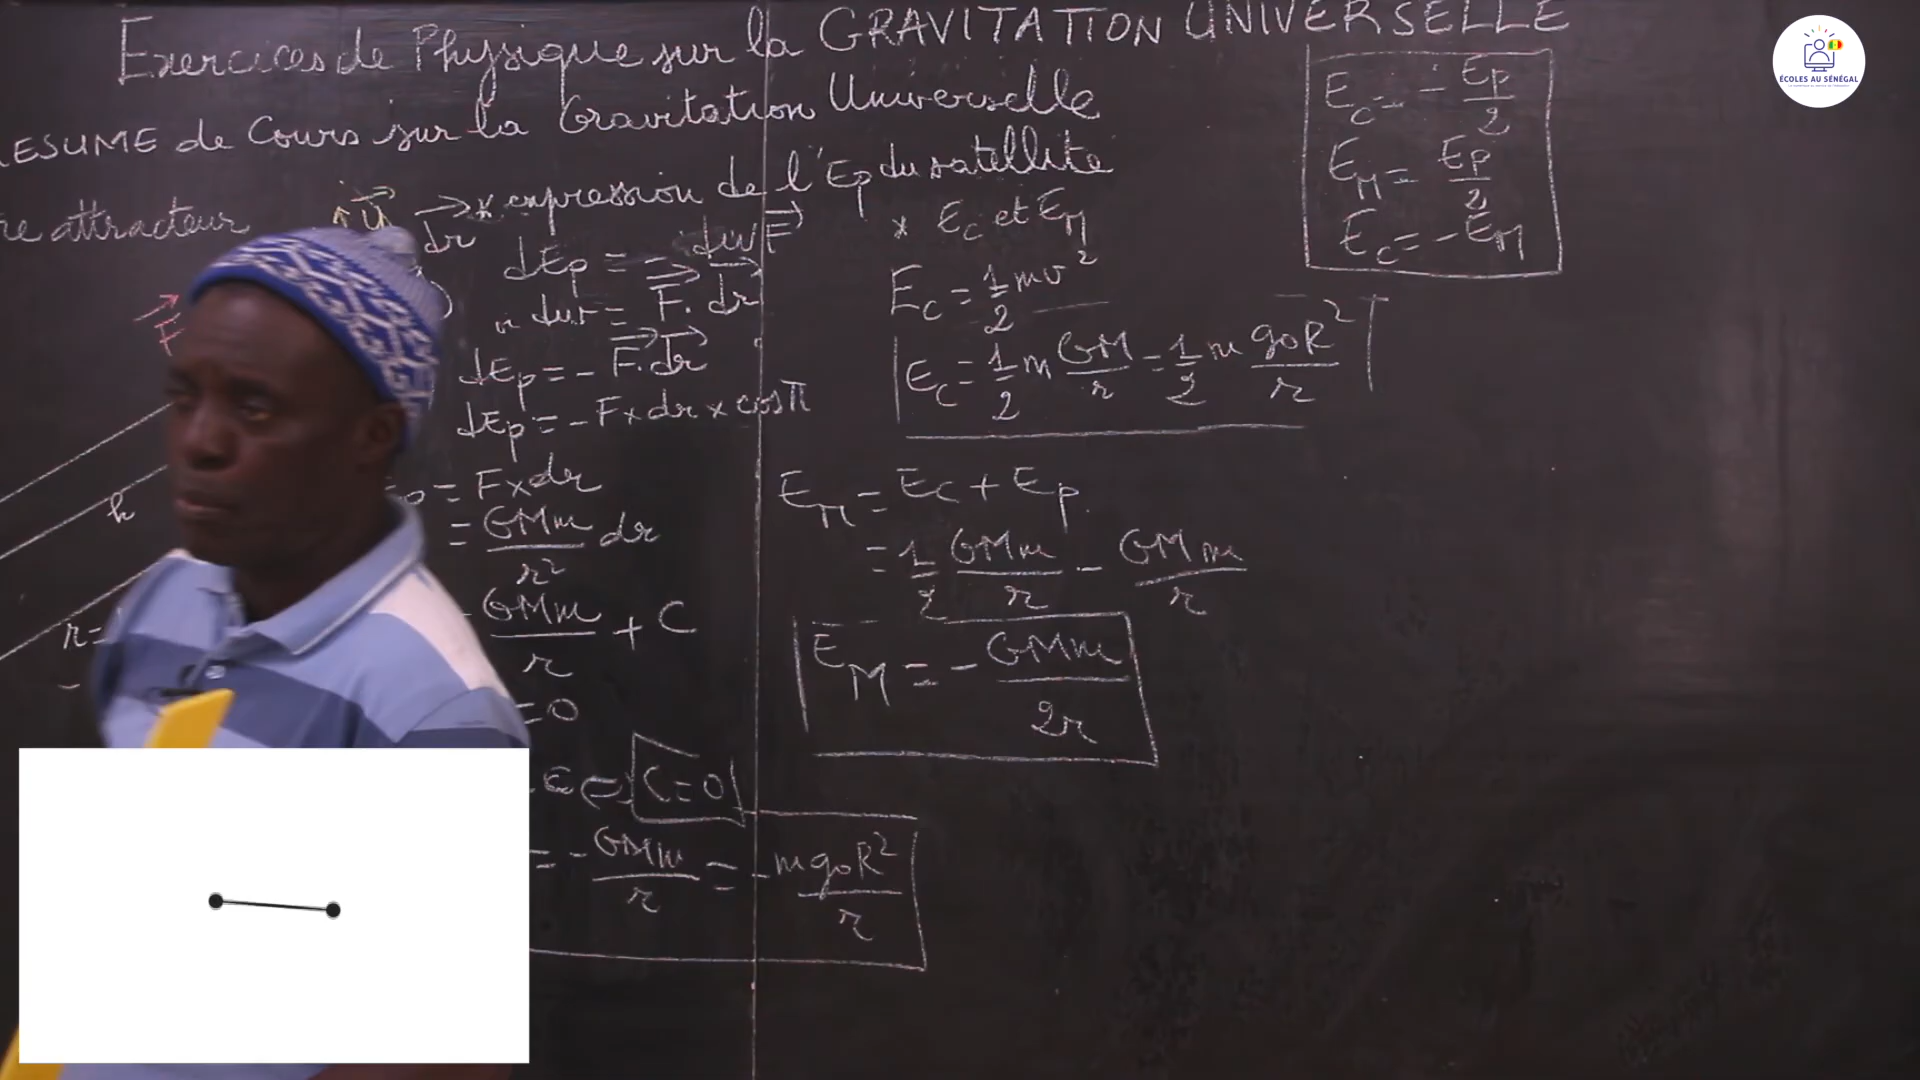 Exercices de Physique sur la GRAVITATION UNIVERSELLE
ESUME de Cours sur la Gravitation Universelle
re attracteur
u
dr
* expression de l'Ep du satellite
dEp = - dw F
dw = F. dr
dEp = - F. dr
dEp = - F x dr x cos π
p = F x dr
= GMm/r² dr
- GMm/r + C
= 0
C = 0
= - GMm/r = - mg₀R²/r
F
h
r =
* Ec et EM
Ec = 1/2 mv²
Ec = 1/2 m GM/r = 1/2 m g₀R²/r
EM = Ec + Ep
= 1/2 GMm/r - GMm/r
EM = - GMm/2r
Ec = - Ep/2
EM = Ep/2
Ec = - EM
ÉCOLES AU SÉNÉGAL